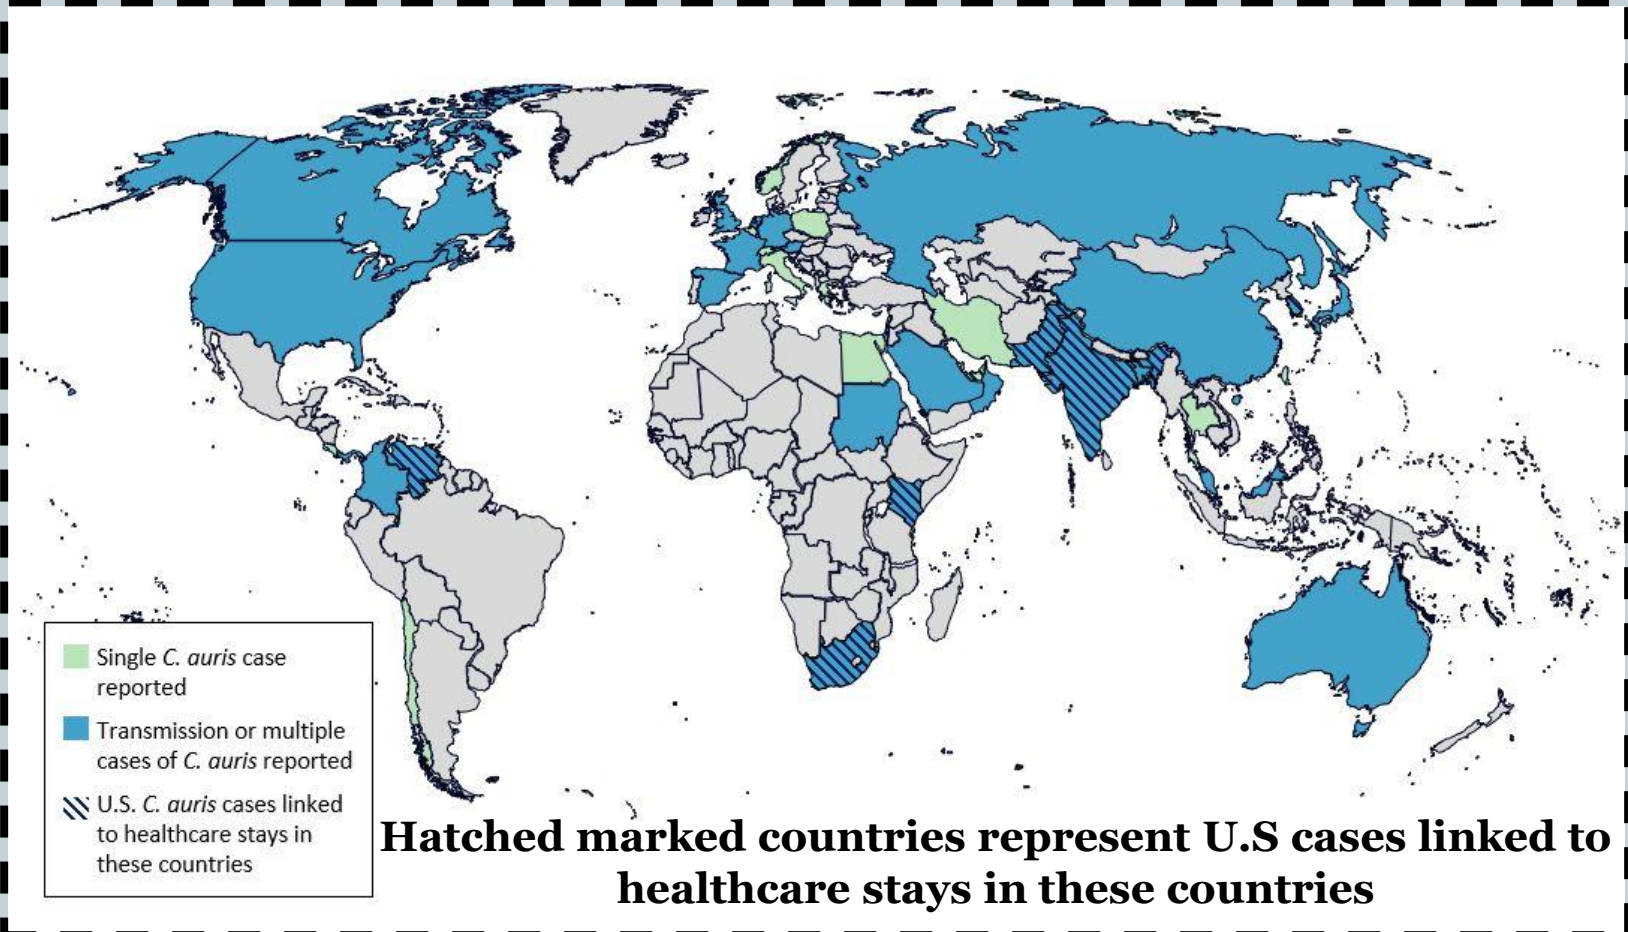 Single C. auris case
reported
Transmission or multiple
cases of C. auris reported
U.S. C. auris cases linked
to healthcare stays in
these countries
Hatched marked countries represent U.S cases linked to
healthcare stays in these countries